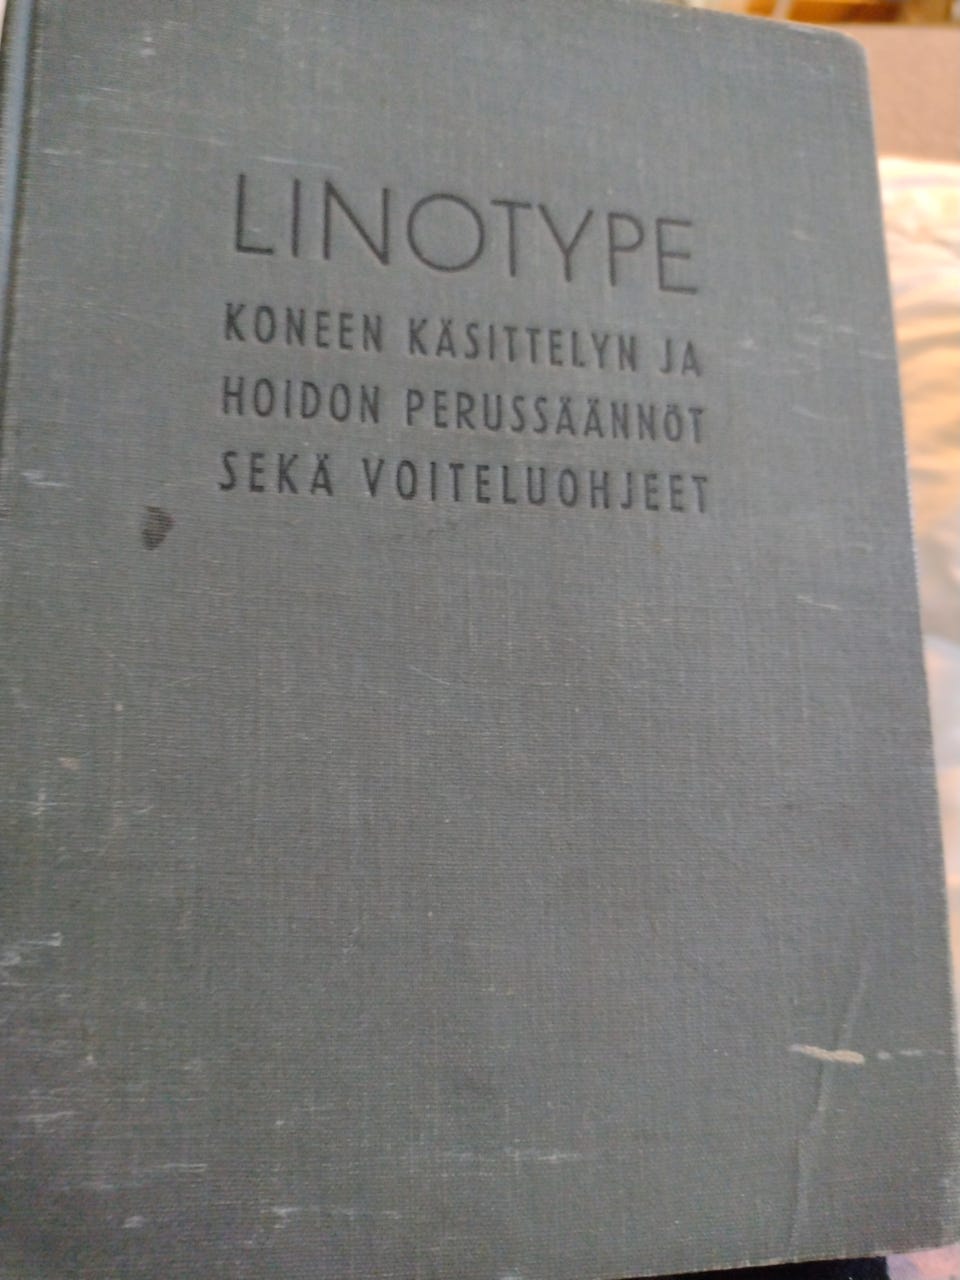 LINOTYPE
KONEEN KÄSITTELYN JA
HOIDON PERUSSÄÄNNÖT
SEKÄ VOITELUOHJEET